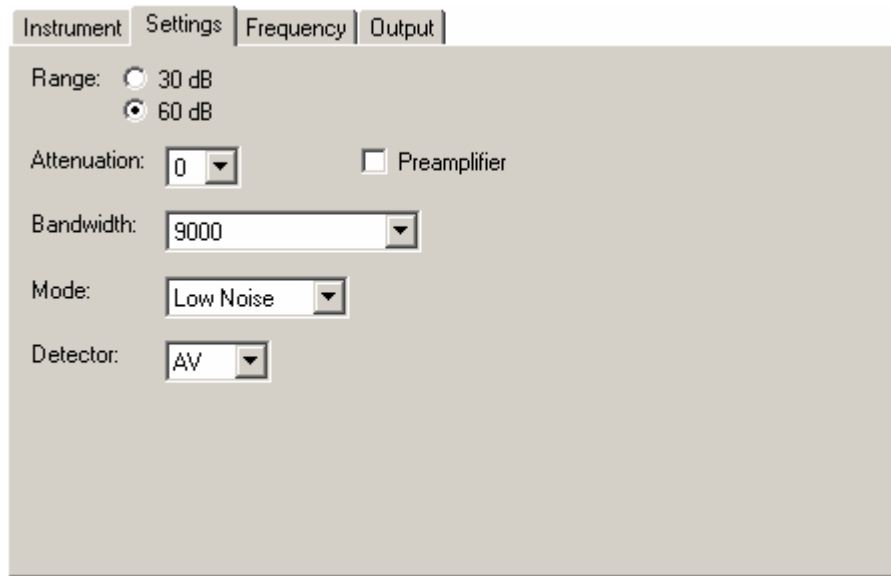 Instrument Settings Frequency Output
Range: 30 dB
60 dB
Attenuation: 0 Preamplifier
Bandwidth: 9000
Mode: Low Noise
Detector: AV